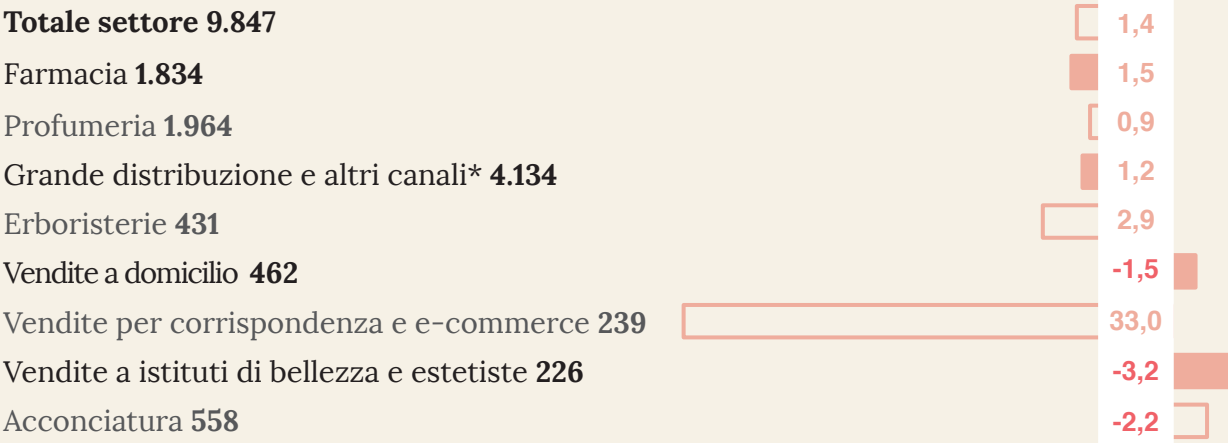 Totale settore 9.847 1,4
Farmacia 1.834 1,5
Profumeria 1.964 0,9
Grande distribuzione e altri canali* 4.134 1,2
Erboristerie 431 2,9
Vendite a domicilio 462 -1,5
Vendite per corrispondenza e e-commerce 239 33,0
Vendite a istituti di bellezza e estetiste 226 -3,2
Acconciatura 558 -2,2